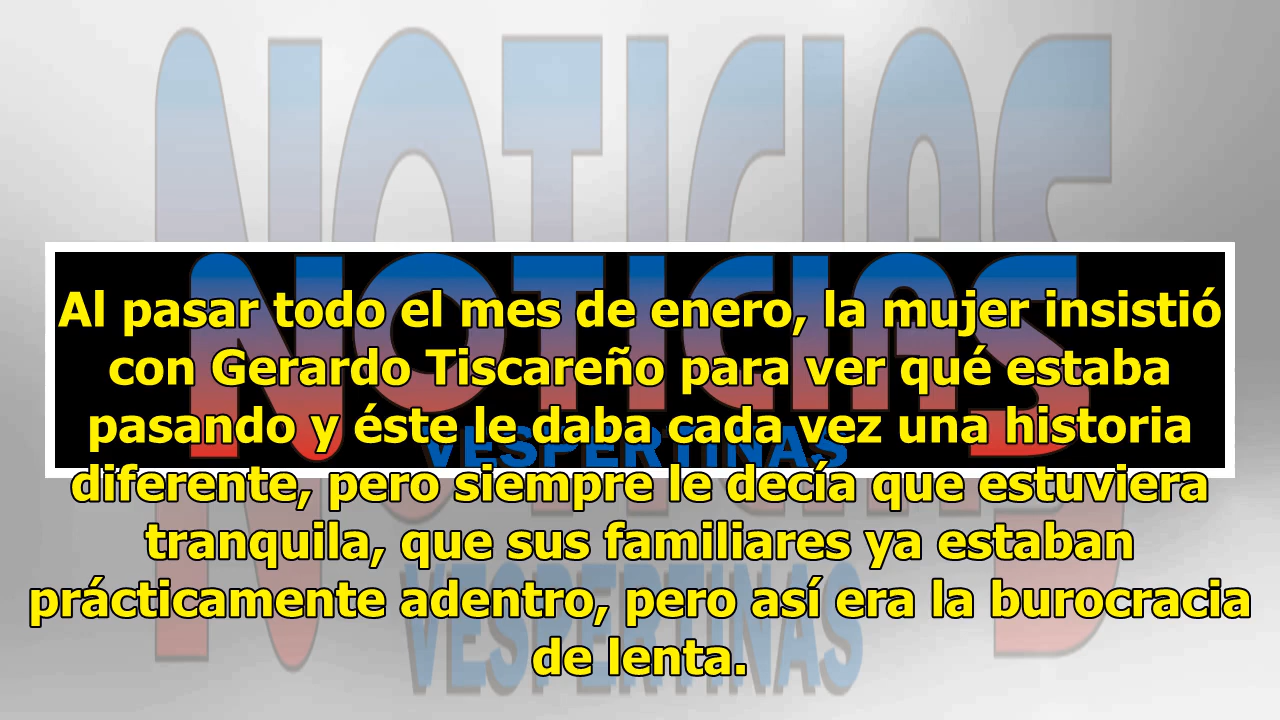 NOTICIAS
NOTICIAS
Al pasar todo el mes de enero, la mujer insistió
con Gerardo Tiscareño para ver qué estaba
pasando y éste le daba cada vez una historia
VESPERTINAS
diferente, pero siempre le decía que estuviera
tranquila, que sus familiares ya estaban
prácticamente adentro, pero así era la burocracia
de lenta.
VESPERTINAS